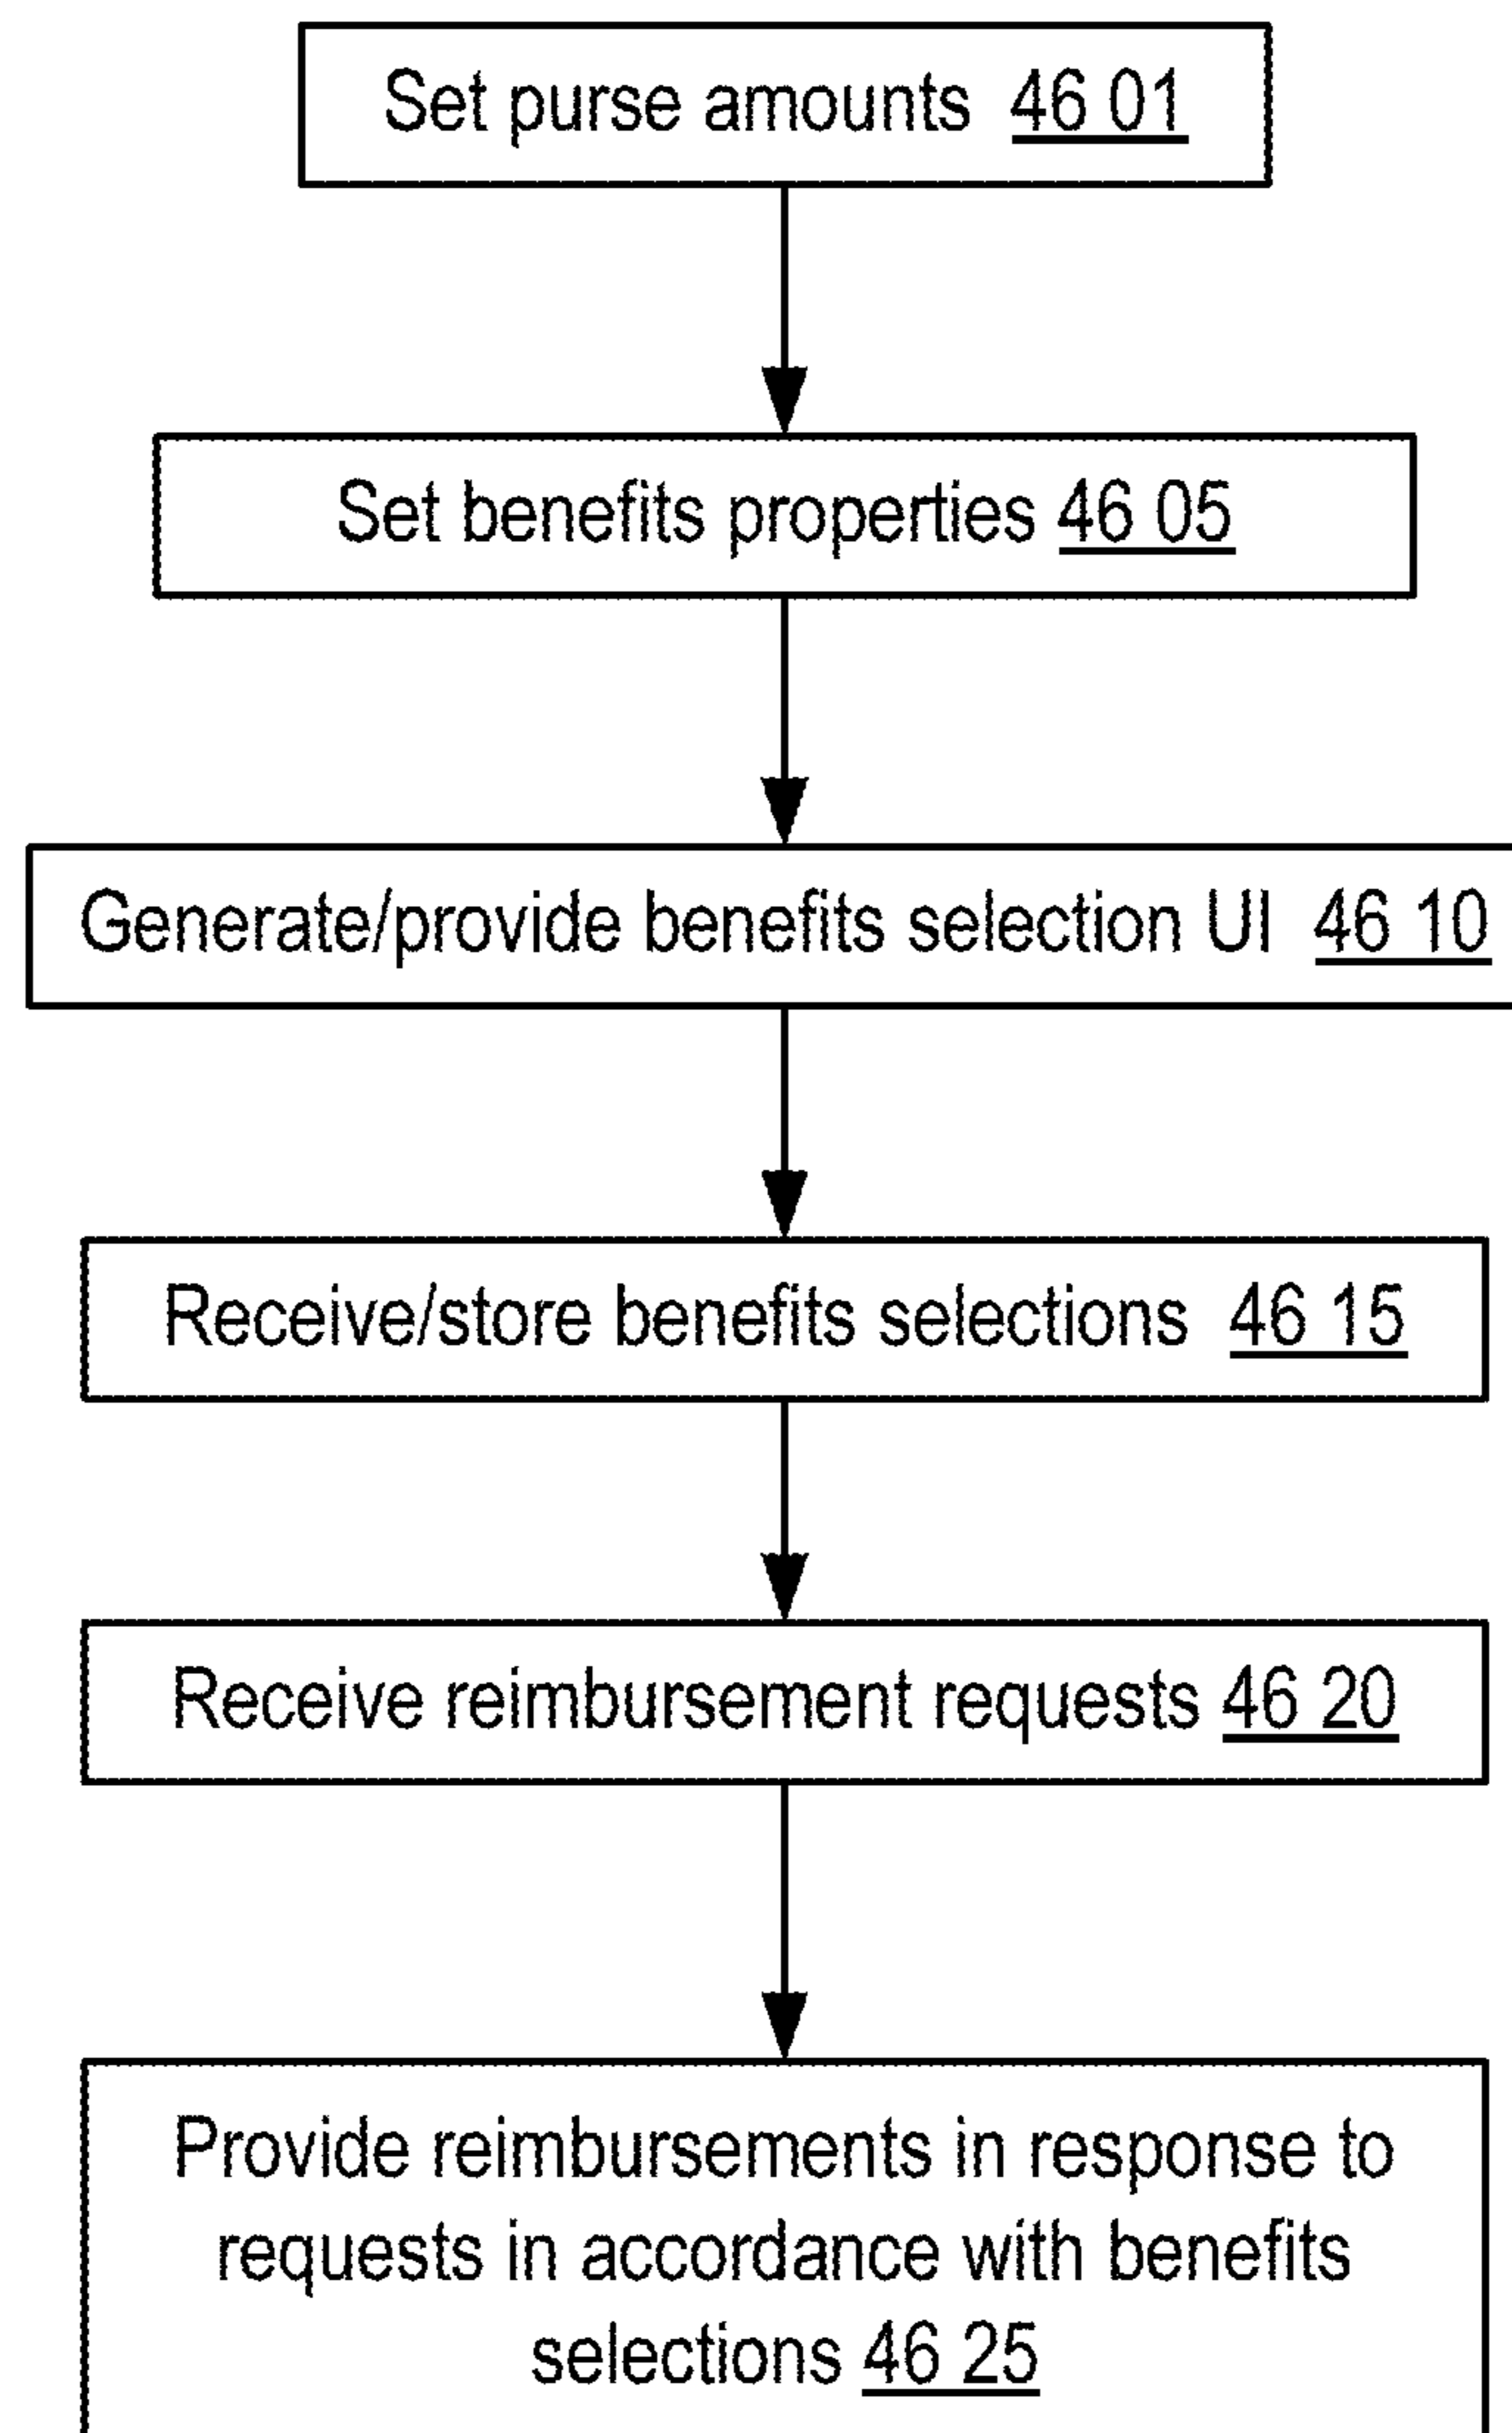 Set purse amounts 46 01
Set benefits properties 46 05
Generate/provide benefits selection UI 46 10
Receive/store benefits selections 46 15
Receive reimbursement requests 46 20
Provide reimbursements in response to
requests in accordance with benefits
selections 46 25